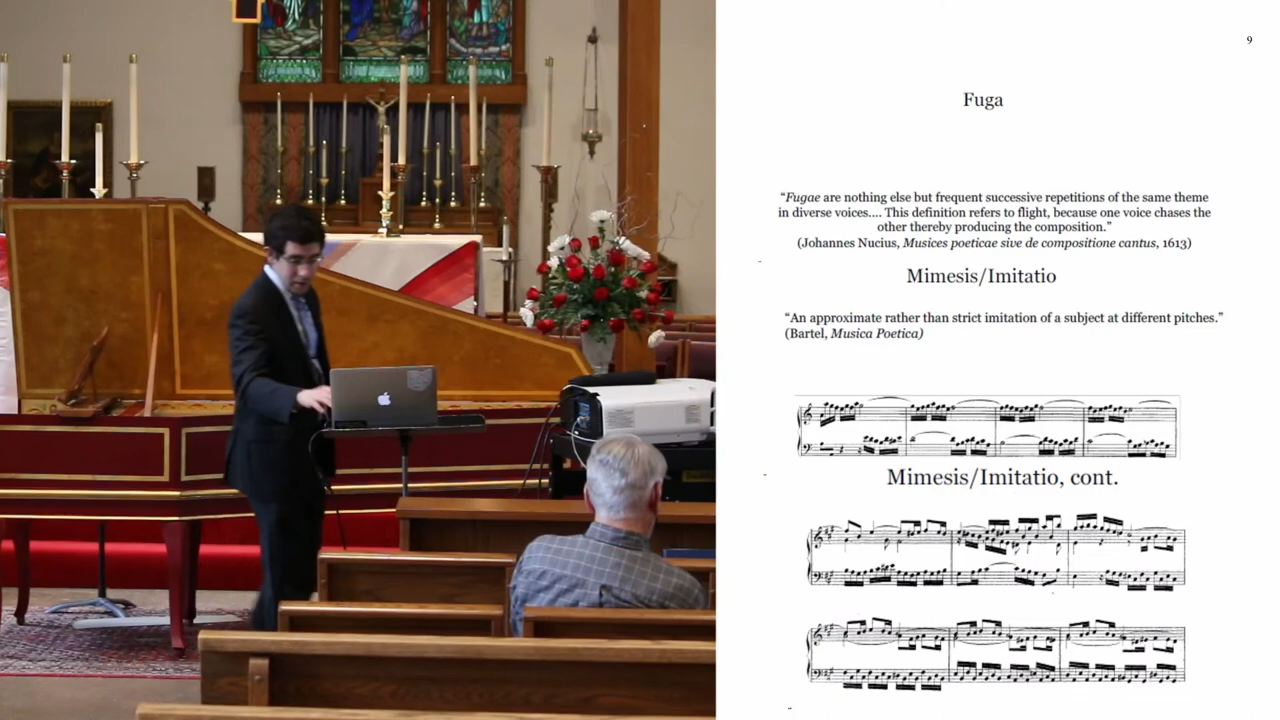 9
Fuga
“Fugae are nothing else but frequent successive repetitions of the same theme
in diverse voices.... This definition refers to flight, because one voice chases the
other thereby producing the composition.”
(Johannes Nucius, Musices poeticae sive de compositione cantus, 1613)
Mimesis/Imitatio
“An approximate rather than strict imitation of a subject at different pitches.”
(Bartel, Musica Poetica)
Mimesis/Imitatio, cont.